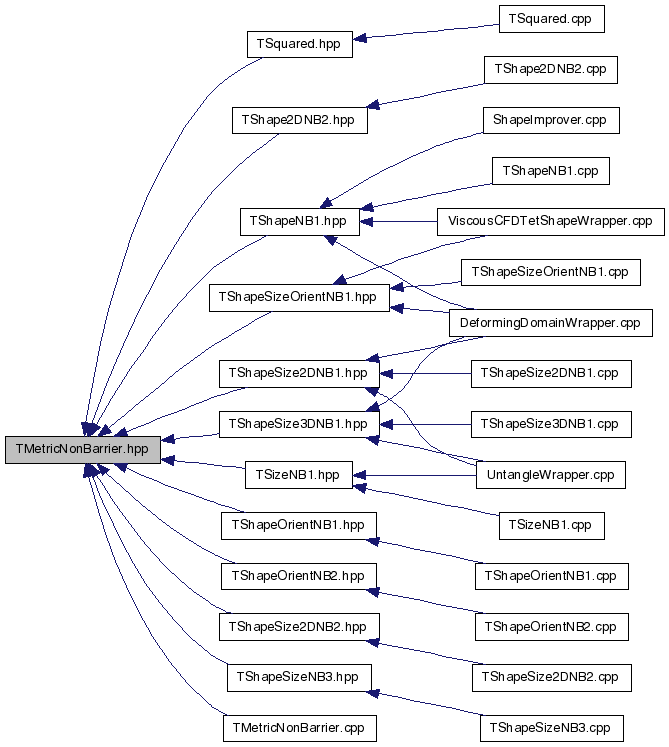 TSquared.cpp
TSquared.hpp
TShape2DNB2.cpp
TShape2DNB2.hpp
ShapeImprover.cpp
TShapeNB1.cpp
TShapeNB1.hpp
ViscousCFDTetShapeWrapper.cpp
TShapeSizeOrientNB1.cpp
TShapeSizeOrientNB1.hpp
DeformingDomainWrapper.cpp
TShapeSize2DNB1.hpp
TShapeSize2DNB1.cpp
TShapeSize3DNB1.hpp
TShapeSize3DNB1.cpp
TMetricNonBarrier.hpp
TSizeNB1.hpp
UntangleWrapper.cpp
TShapeOrientNB1.hpp
TSizeNB1.cpp
TShapeOrientNB2.hpp
TShapeOrientNB1.cpp
TShapeSize2DNB2.hpp
TShapeOrientNB2.cpp
TShapeSizeNB3.hpp
TShapeSize2DNB2.cpp
TMetricNonBarrier.cpp
TShapeSizeNB3.cpp